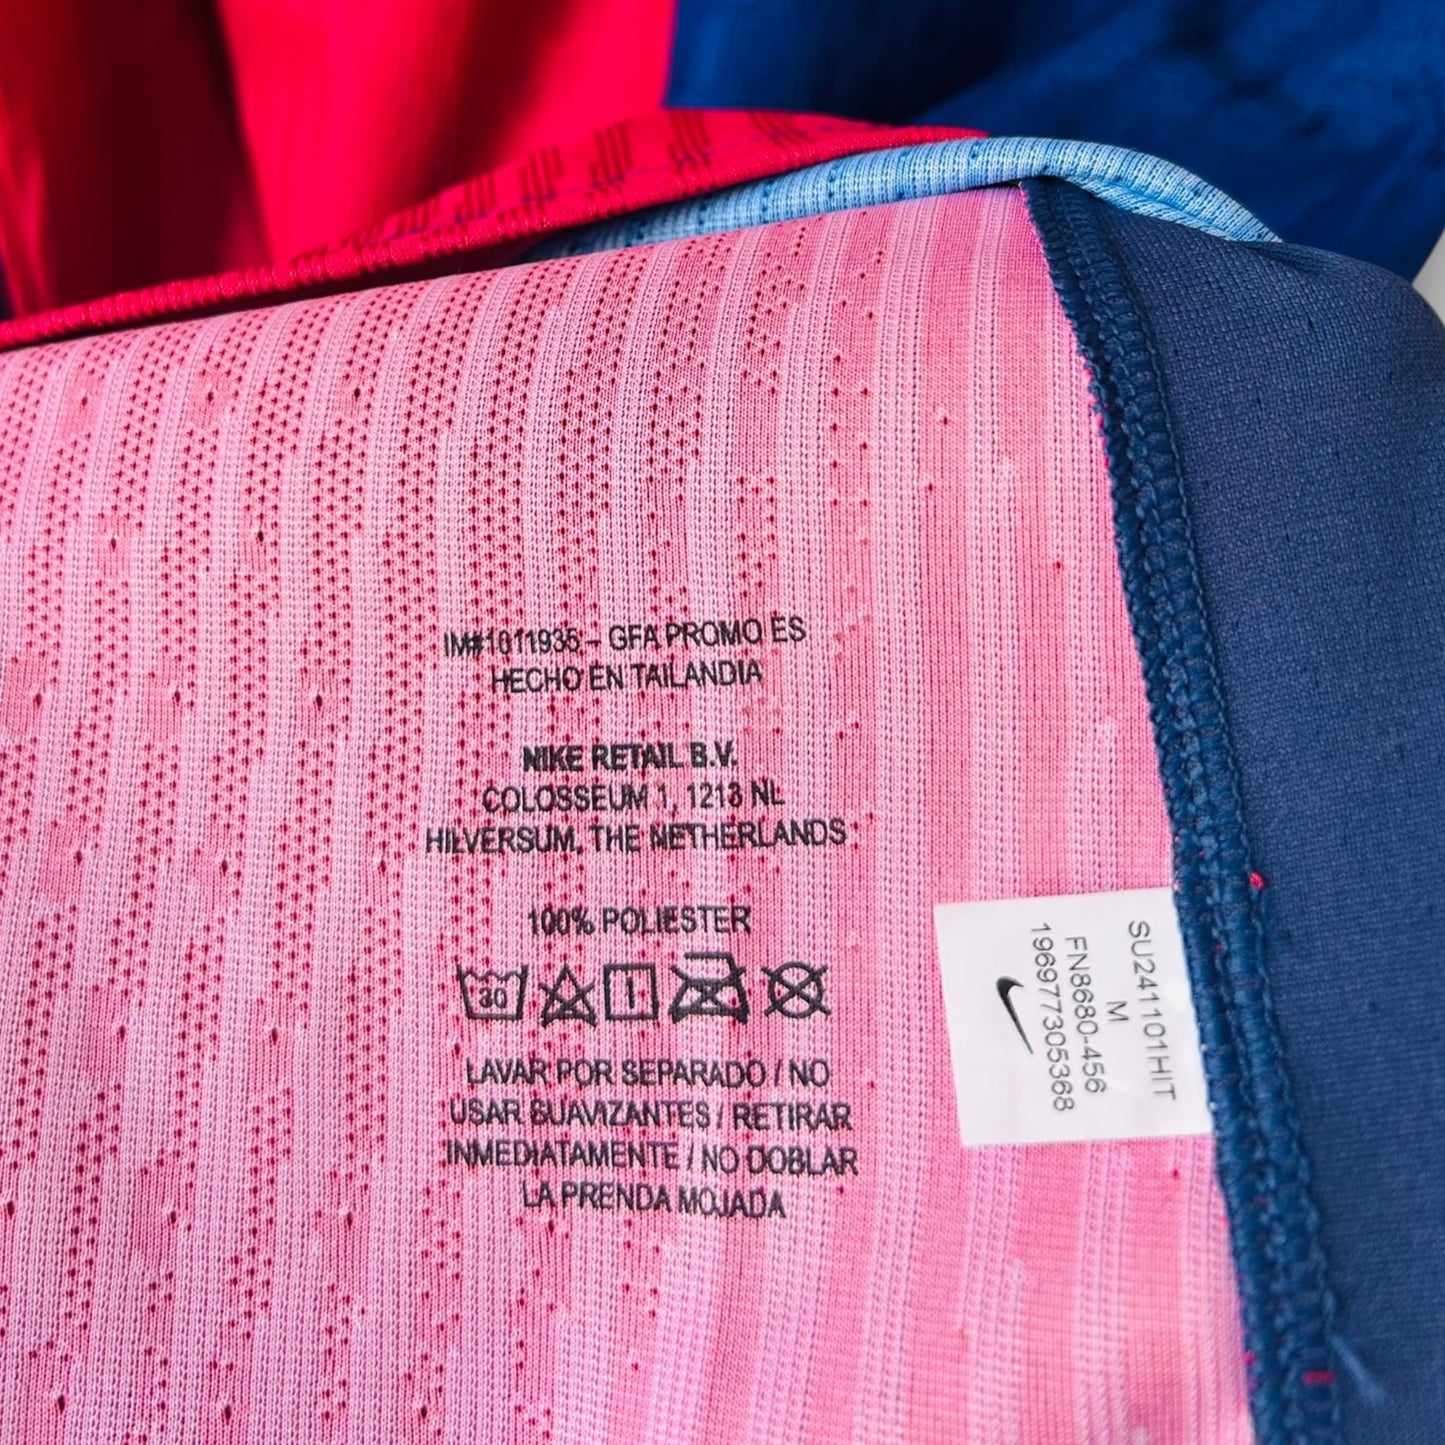 IM#1011935 – GFA PROMO ES
HECHO EN TAILANDIA
NIKE RETAIL B.V.
COLOSSEUM 1, 1213 NL
HILVERSUM, THE NETHERLANDS
100% POLIESTER
30
LAVAR POR SEPARADO / NO
USAR SUAVIZANTES / RETIRAR
INMEDIATAMENTE / NO DOBLAR
LA PRENDA MOJADA
SU241101HIT
M
FN8680-456
196977305368